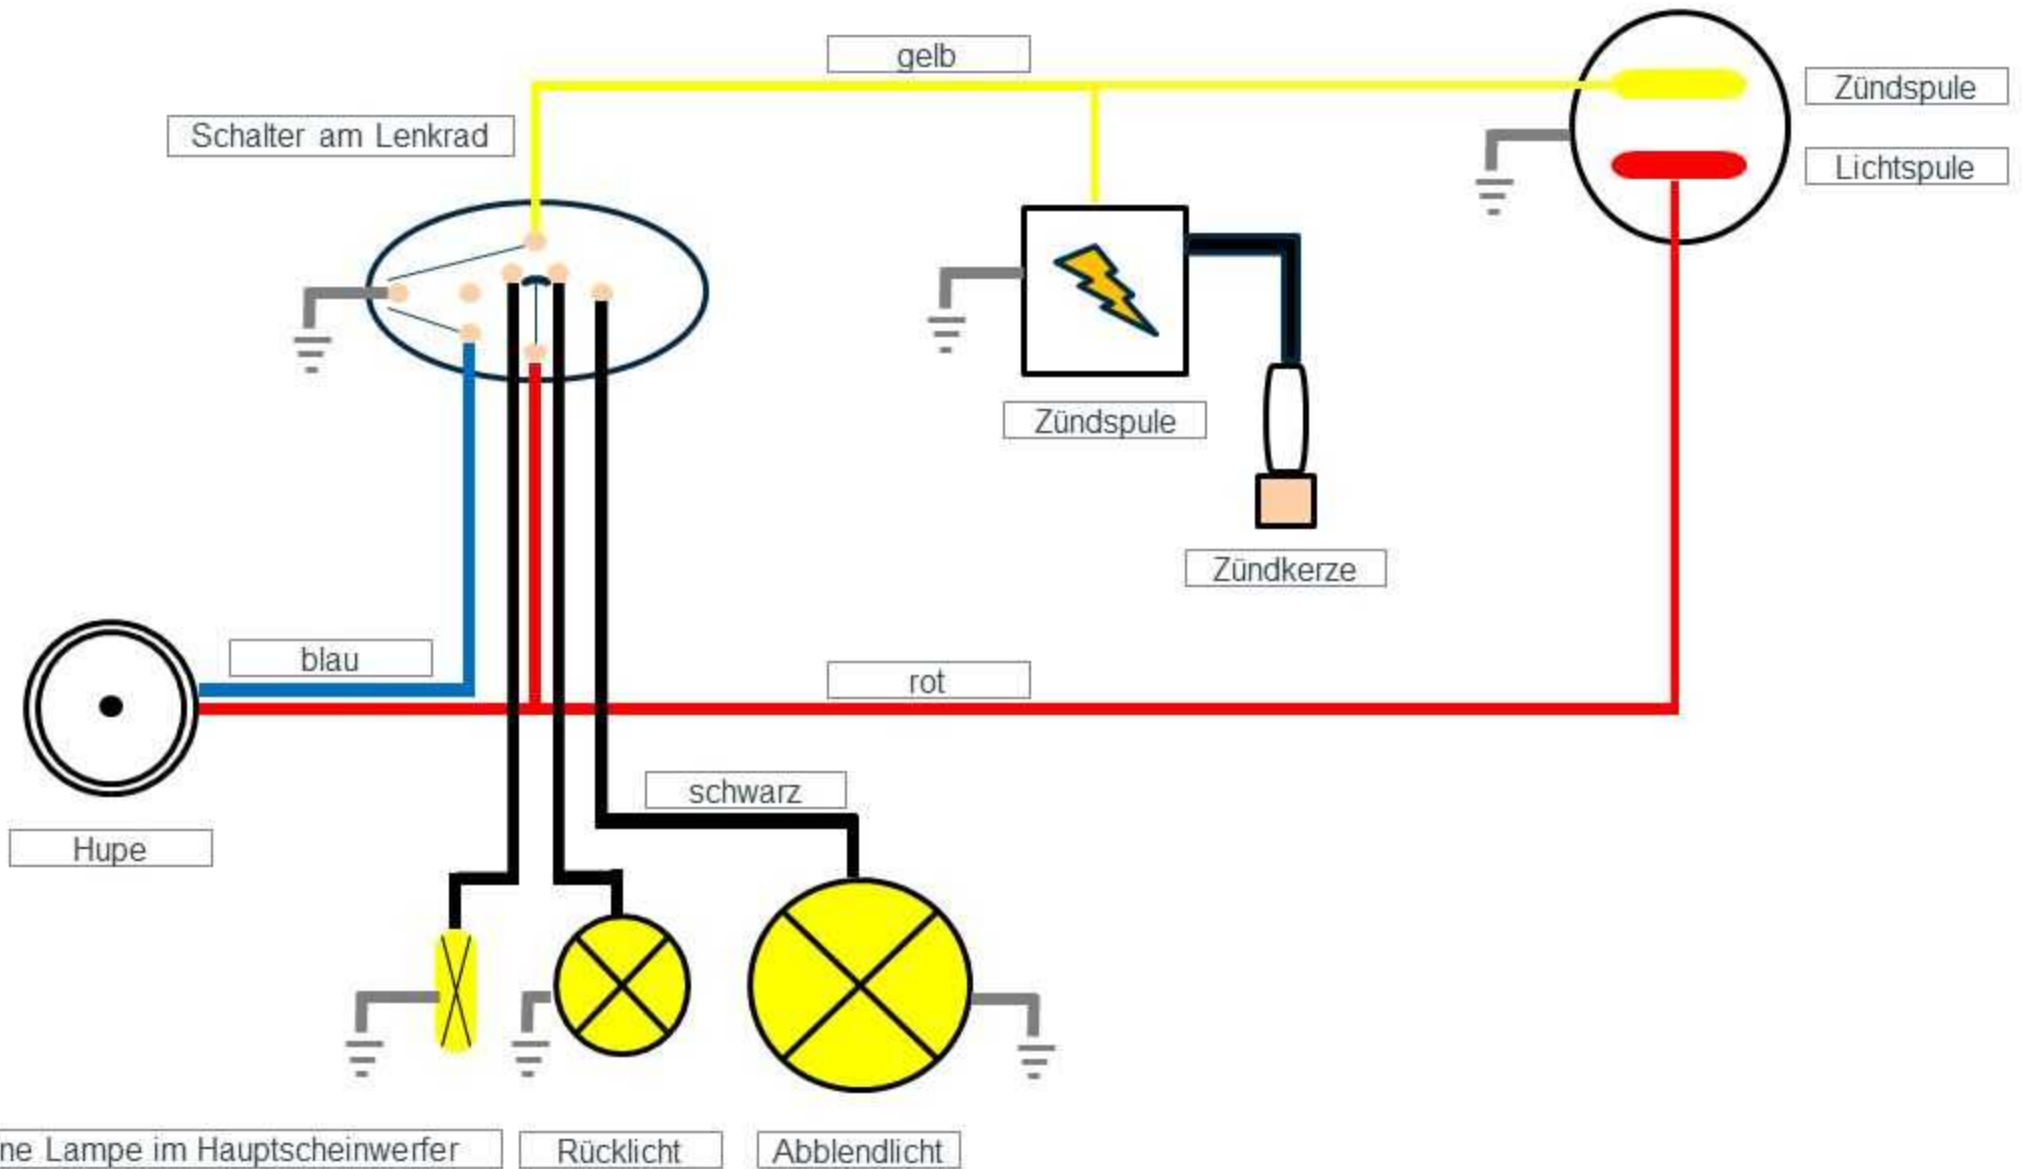 gelb
Zündspule
Schalter am Lenkrad
Lichtspule
Zündspule
Zündkerze
blau
rot
schwarz
Hupe
Lampe im Hauptscheinwerfer
Rücklicht
Abblendlicht